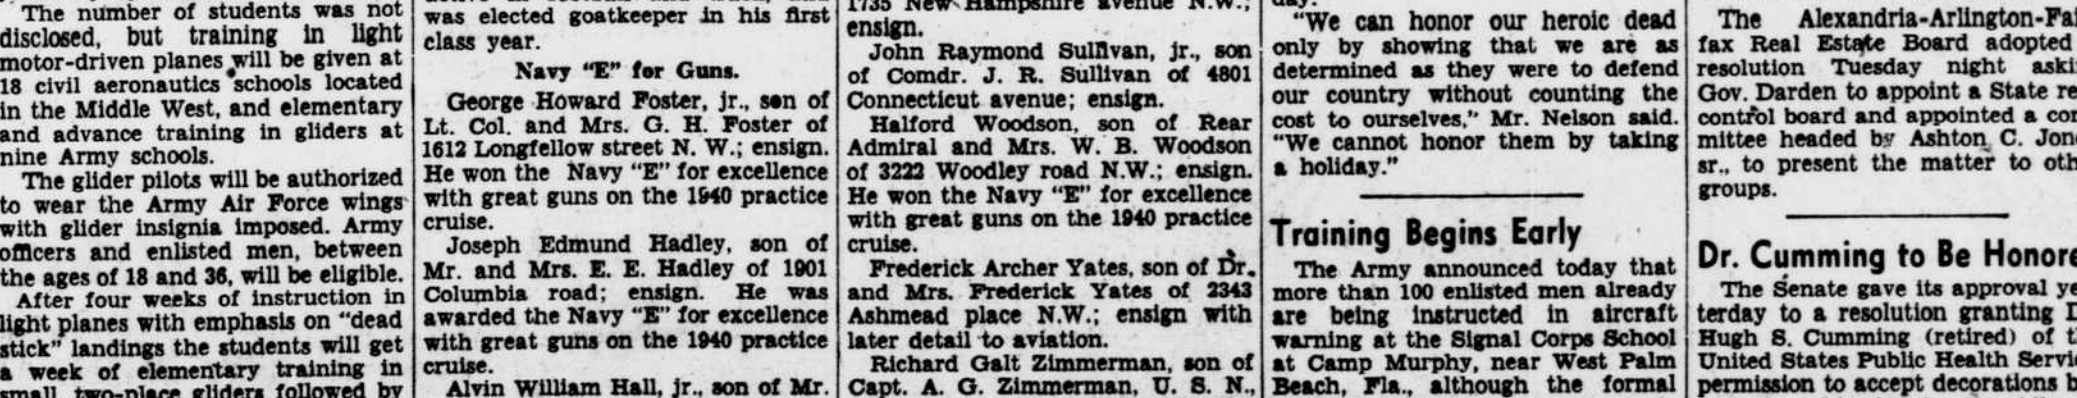 The number of students was not
disclosed, but training in light
motor-driven planes will be given at
18 civil aeronautics schools located
in the Middle West, and elementary
and advance training in gliders at
nine Army schools.
The glider pilots will be authorized
to wear the Army Air Force wings
with glider insignia imposed. Army
officers and enlisted men, between
the ages of 18 and 36, will be eligible.
After four weeks of instruction in
light planes with emphasis on “dead
stick” landings the students will get
a week of elementary training in
small, two-place gliders followed by
was elected goatkeeper in his first
class year.
Navy “E” for Guns.
George Howard Foster, jr., son of
Lt. Col. and Mrs. G. H. Foster of
1612 Longfellow street N. W.; ensign.
He won the Navy “E” for excellence
with great guns on the 1940 practice
cruise.
Joseph Edmund Hadley, son of
Mr. and Mrs. E. E. Hadley of 1901
Columbia road; ensign. He was
awarded the Navy “E” for excellence
with great guns on the 1940 practice
cruise.
Alvin William Hall, jr., son of Mr.
1735 New Hampshire avenue N.W.;
ensign.
John Raymond Sullivan, jr., son
of Comdr. J. R. Sullivan of 4801
Connecticut avenue; ensign.
Halford Woodson, son of Rear
Admiral and Mrs. W. B. Woodson
of 3222 Woodley road N.W.; ensign.
He won the Navy “E” for excellence
with great guns on the 1940 practice
cruise.
Frederick Archer Yates, son of Dr.
and Mrs. Frederick Yates of 2343
Ashmead place N.W.; ensign with
later detail to aviation.
Richard Galt Zimmerman, son of
Capt. A. G. Zimmerman, U. S. N.,
day.
“We can honor our heroic dead
only by showing that we are as
determined as they were to defend
our country without counting the
cost to ourselves,” Mr. Nelson said.
“We cannot honor them by taking
a holiday.”
Training Begins Early
The Army announced today that
more than 100 enlisted men already
are being instructed in aircraft
warning at the Signal Corps School
at Camp Murphy, near West Palm
Beach, Fla., although the formal
The Alexandria-Arlington-Fai
fax Real Estate Board adopted
resolution Tuesday night aski
Gov. Darden to appoint a State re
control board and appointed a com
mittee headed by Ashton C. Jone
sr., to present the matter to oth
groups.
Dr. Cumming to Be Honore
The Senate gave its approval ye
terday to a resolution granting D
Hugh S. Cumming (retired) of t
United States Public Health Servi
permission to accept decorations b